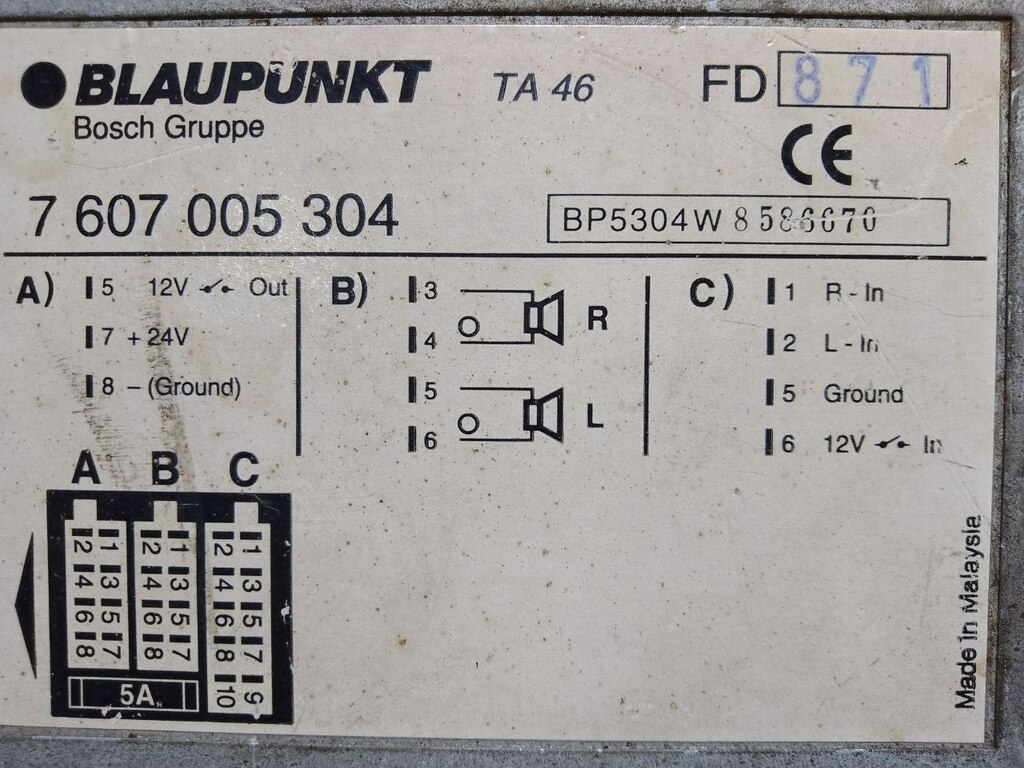 BLAUPUNKT TA 46 FD 871
Bosch Gruppe
CE
7 607 005 304 BP5304W 8586670
A) 5 12V Out
7 + 24V
8 – (Ground)
B) 3
4 R
5
6 L
C) 1 R - In
2 L - In
5 Ground
6 12V In
A B C
1 3 5 7 1 3 5 7 1 3 5 7 9
2 4 6 8 2 4 6 8 2 4 6 8 10
5A
Made in Malaysia